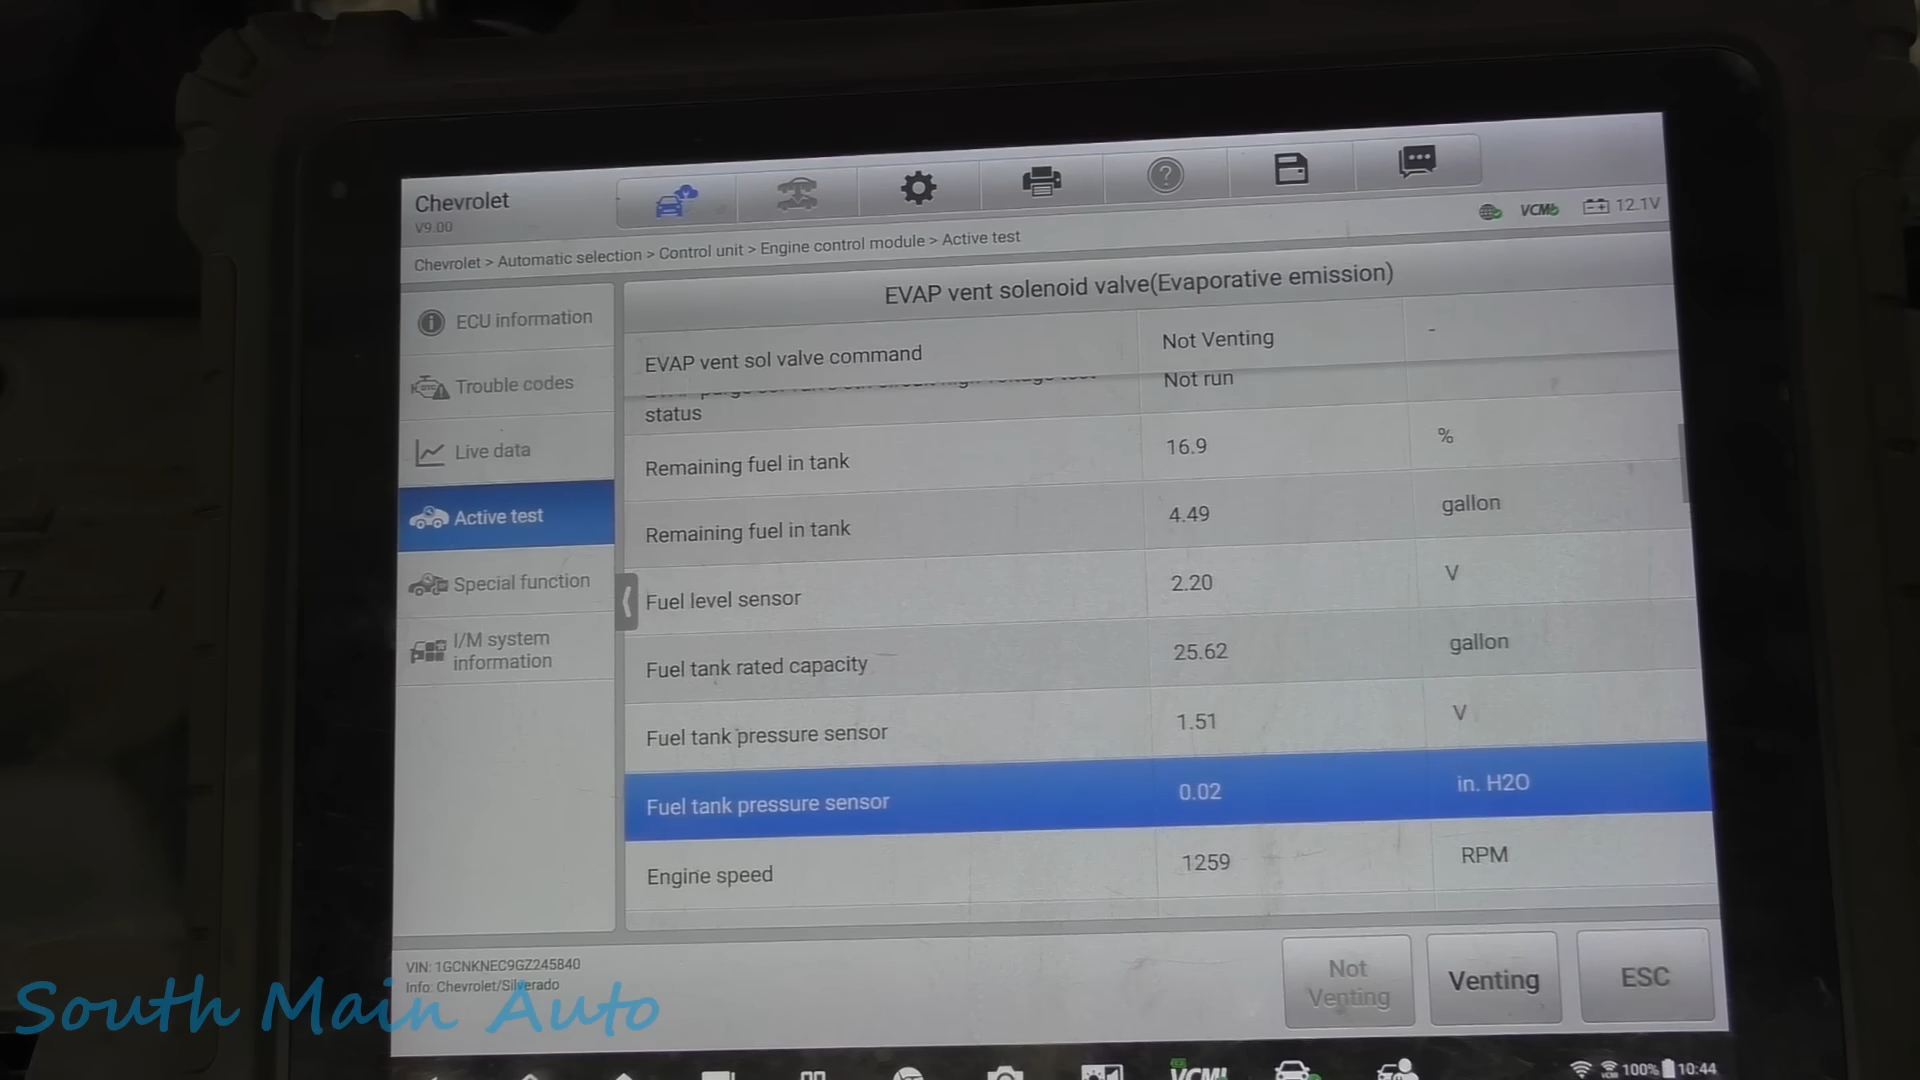 Chevrolet
V9.00
VCMI
12.1V
Chevrolet > Automatic selection > Control unit > Engine control module > Active test
ECU information
Trouble codes
Live data
Active test
Special function
I/M system
information
EVAP vent solenoid valve(Evaporative emission)
EVAP vent sol valve command Not Venting -
Not run
status
Remaining fuel in tank 16.9 %
Remaining fuel in tank 4.49 gallon
Fuel level sensor 2.20 V
Fuel tank rated capacity 25.62 gallon
Fuel tank pressure sensor 1.51 V
Fuel tank pressure sensor 0.02 in. H2O
Engine speed 1259 RPM
VIN: 1GCNKNEC9GZ245840
Info: Chevrolet/Silverado
Not
Venting
Venting
ESC
South Main Auto
VCMI
100% 10:44